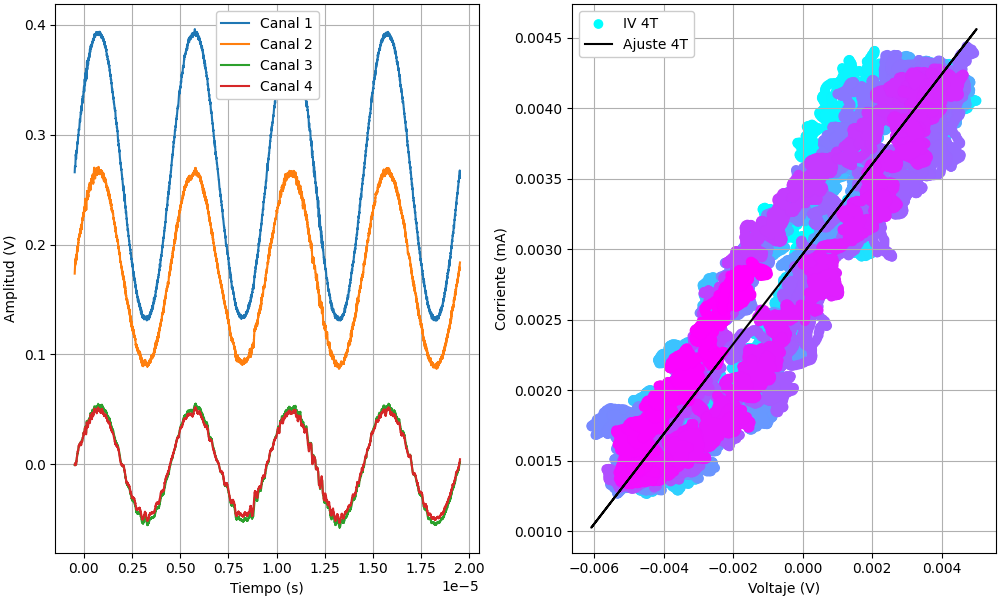 Canal 1
Canal 2
Canal 3
Canal 4
Amplitud (V)
0.4
0.3
0.2
0.1
0.0
0.00 0.25 0.50 0.75 1.00 1.25 1.50 1.75 2.00
1e−5
Tiempo (s)
IV 4T
Ajuste 4T
Corriente (mA)
0.0045
0.0040
0.0035
0.0030
0.0025
0.0020
0.0015
0.0010
−0.006 −0.004 −0.002 0.000 0.002 0.004
Voltaje (V)